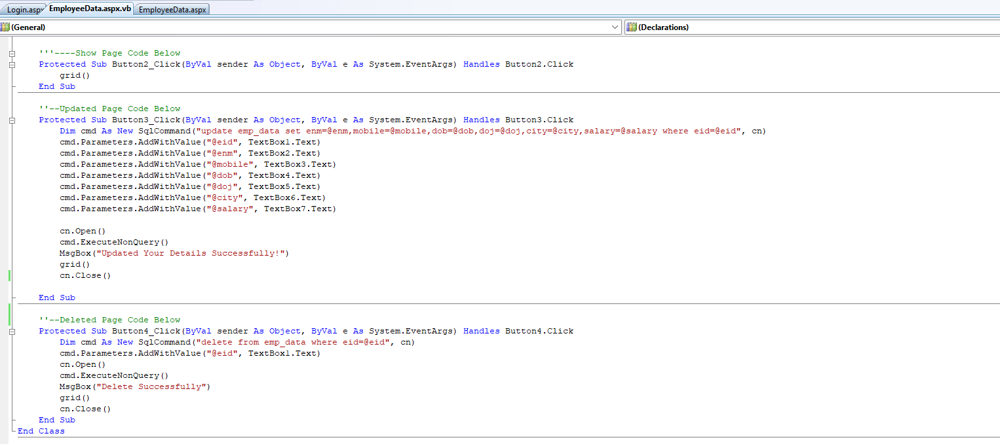 Login.aspx EmployeeData.aspx.vb EmployeeData.aspx
(General) (Declarations)
'''----Show Page Code Below
Protected Sub Button2_Click(ByVal sender As Object, ByVal e As System.EventArgs) Handles Button2.Click
grid()
End Sub
''--Updated Page Code Below
Protected Sub Button3_Click(ByVal sender As Object, ByVal e As System.EventArgs) Handles Button3.Click
Dim cmd As New SqlCommand("update emp_data set enm=@enm,mobile=@mobile,dob=@dob,doj=@doj,city=@city,salary=@salary where eid=@eid", cn)
cmd.Parameters.AddWithValue("@eid", TextBox1.Text)
cmd.Parameters.AddWithValue("@enm", TextBox2.Text)
cmd.Parameters.AddWithValue("@mobile", TextBox3.Text)
cmd.Parameters.AddWithValue("@dob", TextBox4.Text)
cmd.Parameters.AddWithValue("@doj", TextBox5.Text)
cmd.Parameters.AddWithValue("@city", TextBox6.Text)
cmd.Parameters.AddWithValue("@salary", TextBox7.Text)
cn.Open()
cmd.ExecuteNonQuery()
MsgBox("Updated Your Details Successfully!")
grid()
cn.Close()
End Sub
''--Deleted Page Code Below
Protected Sub Button4_Click(ByVal sender As Object, ByVal e As System.EventArgs) Handles Button4.Click
Dim cmd As New SqlCommand("delete from emp_data where eid=@eid", cn)
cmd.Parameters.AddWithValue("@eid", TextBox1.Text)
cn.Open()
cmd.ExecuteNonQuery()
MsgBox("Delete Successfully")
grid()
cn.Close()
End Sub
End Class